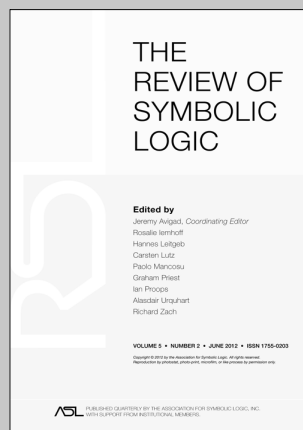 THE
REVIEW OF
SYMBOLIC
LOGIC
Edited by
Jeremy Avigad, Coordinating Editor
Rosalie Iemhoff
Hannes Leitgeb
Carsten Lutz
Paolo Mancosu
Graham Priest
Ian Proops
Alasdair Urquhart
Richard Zach
VOLUME 5 • NUMBER 2 • JUNE 2012 • ISSN 1755-0203
Copyright © 2012 by the Association for Symbolic Logic. All rights reserved.
Reproduction by photostat, photo-print, microfilm, or like process by permission only.
ASL PUBLISHED QUARTERLY BY THE ASSOCIATION FOR SYMBOLIC LOGIC, INC.
WITH SUPPORT FROM INSTITUTIONAL MEMBERS.